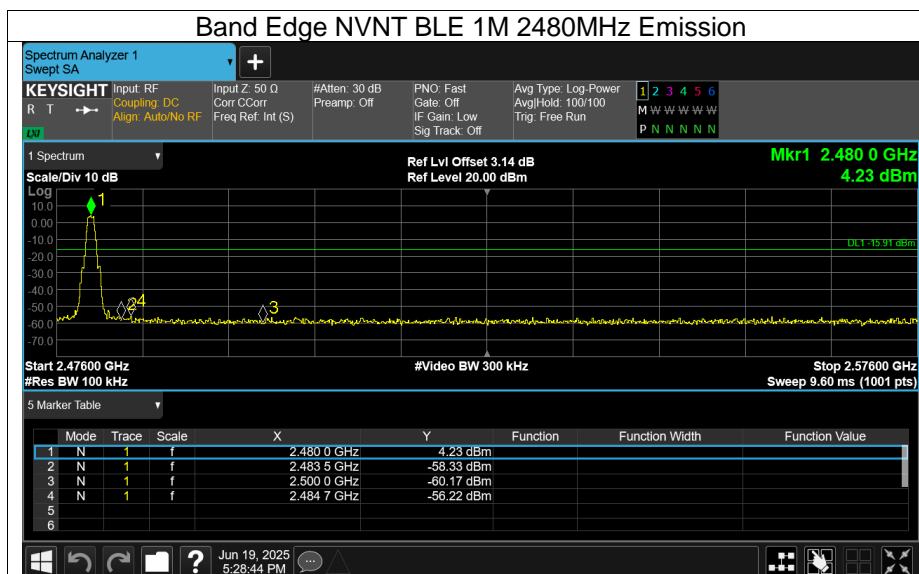 Band Edge NVNT BLE 1M 2480MHz Emission
Spectrum Analyzer 1
Swept SA
+
KEYSIGHT Input: RF Input Z: 50 Ω #Atten: 30 dB PNO: Fast Avg Type: Log-Power 1 2 3 4 5 6
R T Coupling: DC Corr CCorr Preamp: Off Gate: Off Avg|Hold: 100/100 M W W W W W
Align: Auto/No RF Freq Ref: Int (S) IF Gain: Low Trig: Free Run
LXI Sig Track: Off P N N N N N
1 Spectrum Ref Lvl Offset 3.14 dB Mkr1 2.480 0 GHz
Scale/Div 10 dB Ref Level 20.00 dBm 4.23 dBm
Log
1
10.0
0.00
-10.0
DL1 -15.91 dBm
-20.0
-30.0
-40.0
2 4 3
-50.0
-60.0
-70.0
Start 2.47600 GHz #Video BW 300 kHz Stop 2.57600 GHz
#Res BW 100 kHz Sweep 9.60 ms (1001 pts)
5 Marker Table
Mode Trace Scale X Y Function Function Width Function Value
1 N 1 f 2.480 0 GHz 4.23 dBm
2 N 1 f 2.483 5 GHz -58.33 dBm
3 N 1 f 2.500 0 GHz -60.17 dBm
4 N 1 f 2.484 7 GHz -56.22 dBm
5
6
? Jun 19, 2025
5:28:44 PM